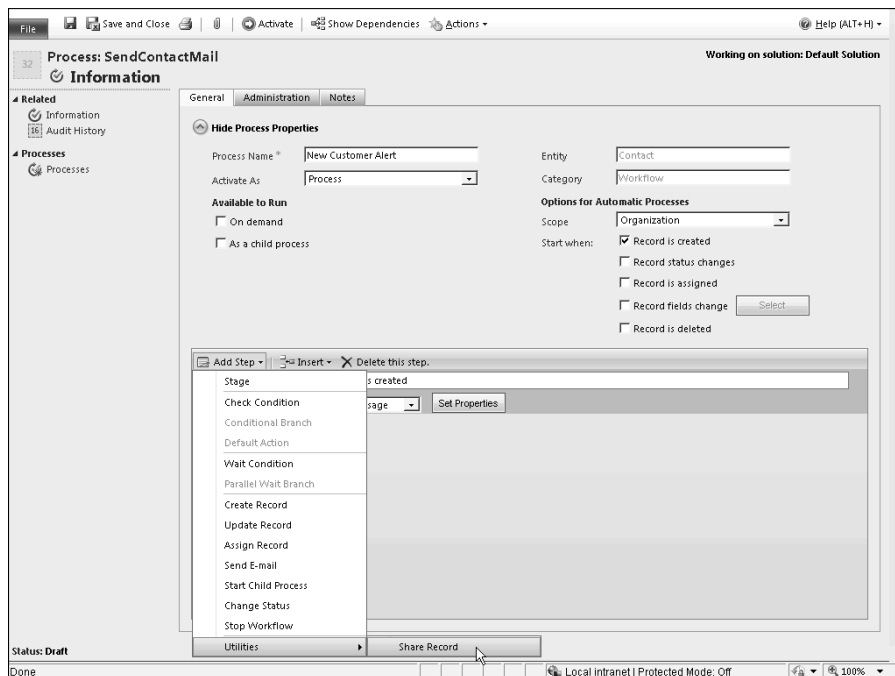 File Save and Close Activate Show Dependencies Actions Help (ALT+H)
32
Process: SendContactMail
Information
Working on solution: Default Solution
Related
Information
16 Audit History
Processes
Processes
General Administration Notes
Hide Process Properties
Process Name * New Customer Alert
Entity Contact
Activate As Process
Category Workflow
Available to Run
Options for Automatic Processes
On demand
Scope Organization
As a child process
Start when: Record is created
Record status changes
Record is assigned
Record fields change Select
Record is deleted
Add Step Insert Delete this step.
Stage
s created
Check Condition
sage Set Properties
Conditional Branch
Default Action
Wait Condition
Parallel Wait Branch
Create Record
Update Record
Assign Record
Send E-mail
Start Child Process
Change Status
Stop Workflow
Utilities Share Record
Status: Draft
Done Local intranet | Protected Mode: Off 100%